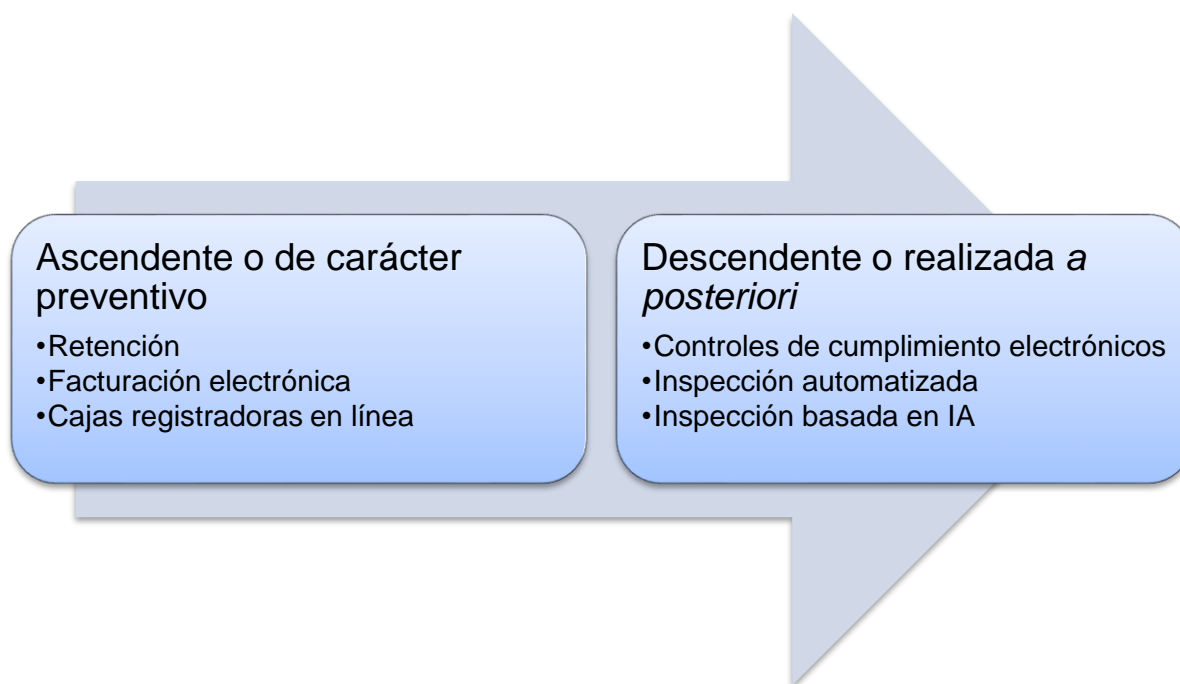 Ascendente o de carácter
preventivo
•Retención
•Facturación electrónica
•Cajas registradoras en línea
Descendente o realizada a
posteriori
•Controles de cumplimiento electrónicos
•Inspección automatizada
•Inspección basada en IA